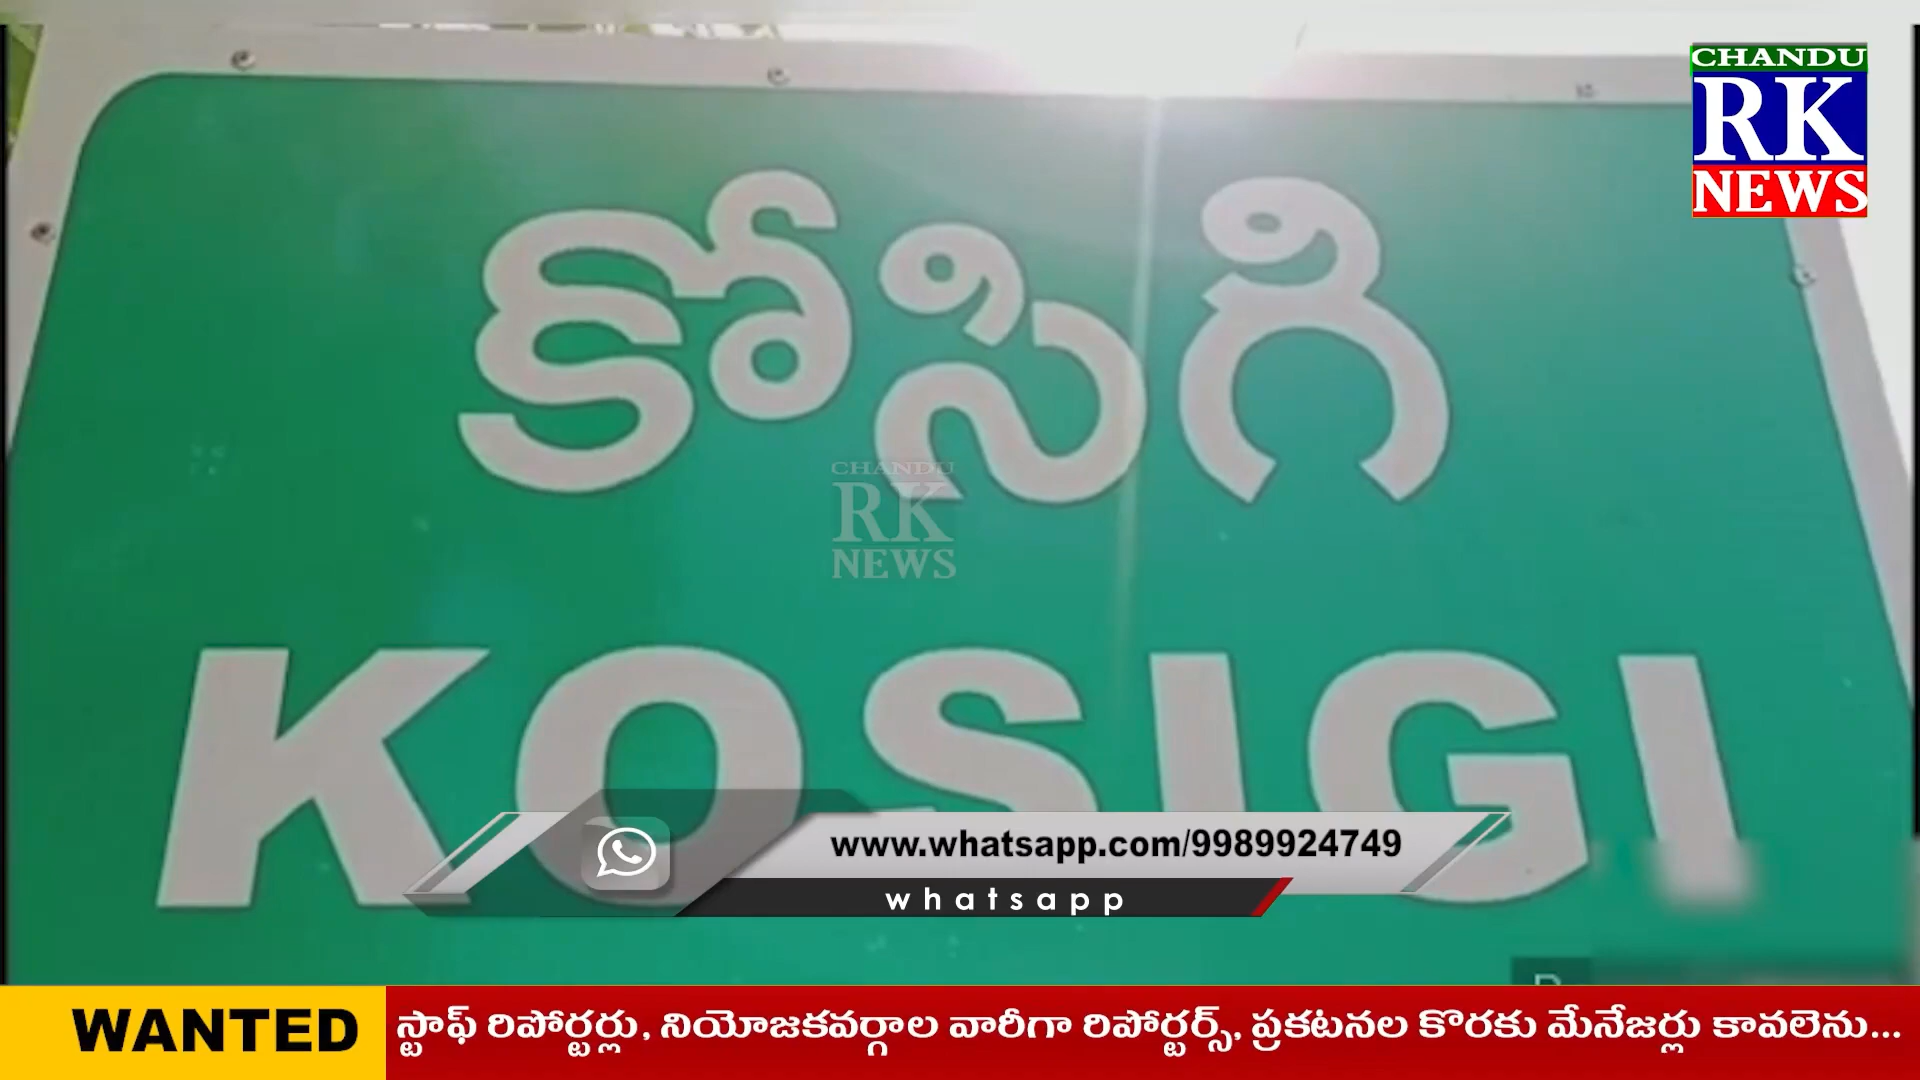 CHANDU
RK
NEWS
కోసిగి
CHANDU
RK
NEWS
KOSIGI
www.whatsapp.com/9989924749
whatsapp
WANTED
స్టాఫ్ రిపోర్టర్లు, నియోజకవర్గాల వారీగా రిపోర్టర్స్, ప్రకటనల కొరకు మేనేజర్లు కావలెను...